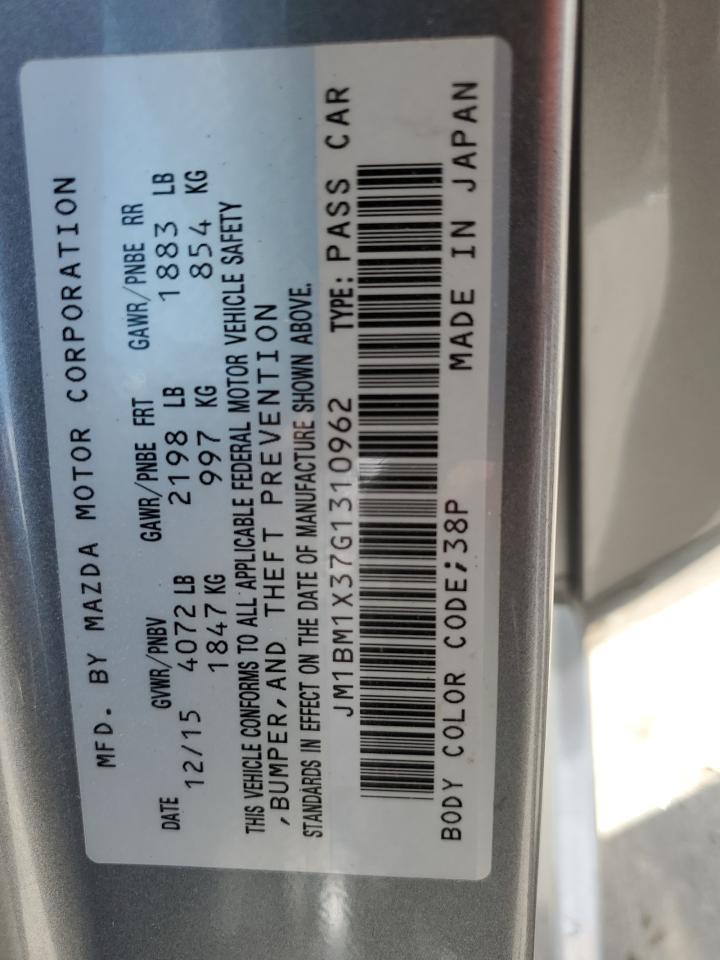 MFD. BY MAZDA MOTOR CORPORATION
DATE GVWR/PNBV GAWR/PNBE FRT GAWR/PNBE RR
12/15 4072 LB 2198 LB 1883 LB
1847 KG 997 KG 854 KG
THIS VEHICLE CONFORMS TO ALL APPLICABLE FEDERAL MOTOR VEHICLE SAFETY
,BUMPER,AND THEFT PREVENTION
STANDARDS IN EFFECT ON THE DATE OF MANUFACTURE SHOWN ABOVE.
JM1BM1X37G1310962 TYPE: PASS CAR
BODY COLOR CODE;38P MADE IN JAPAN